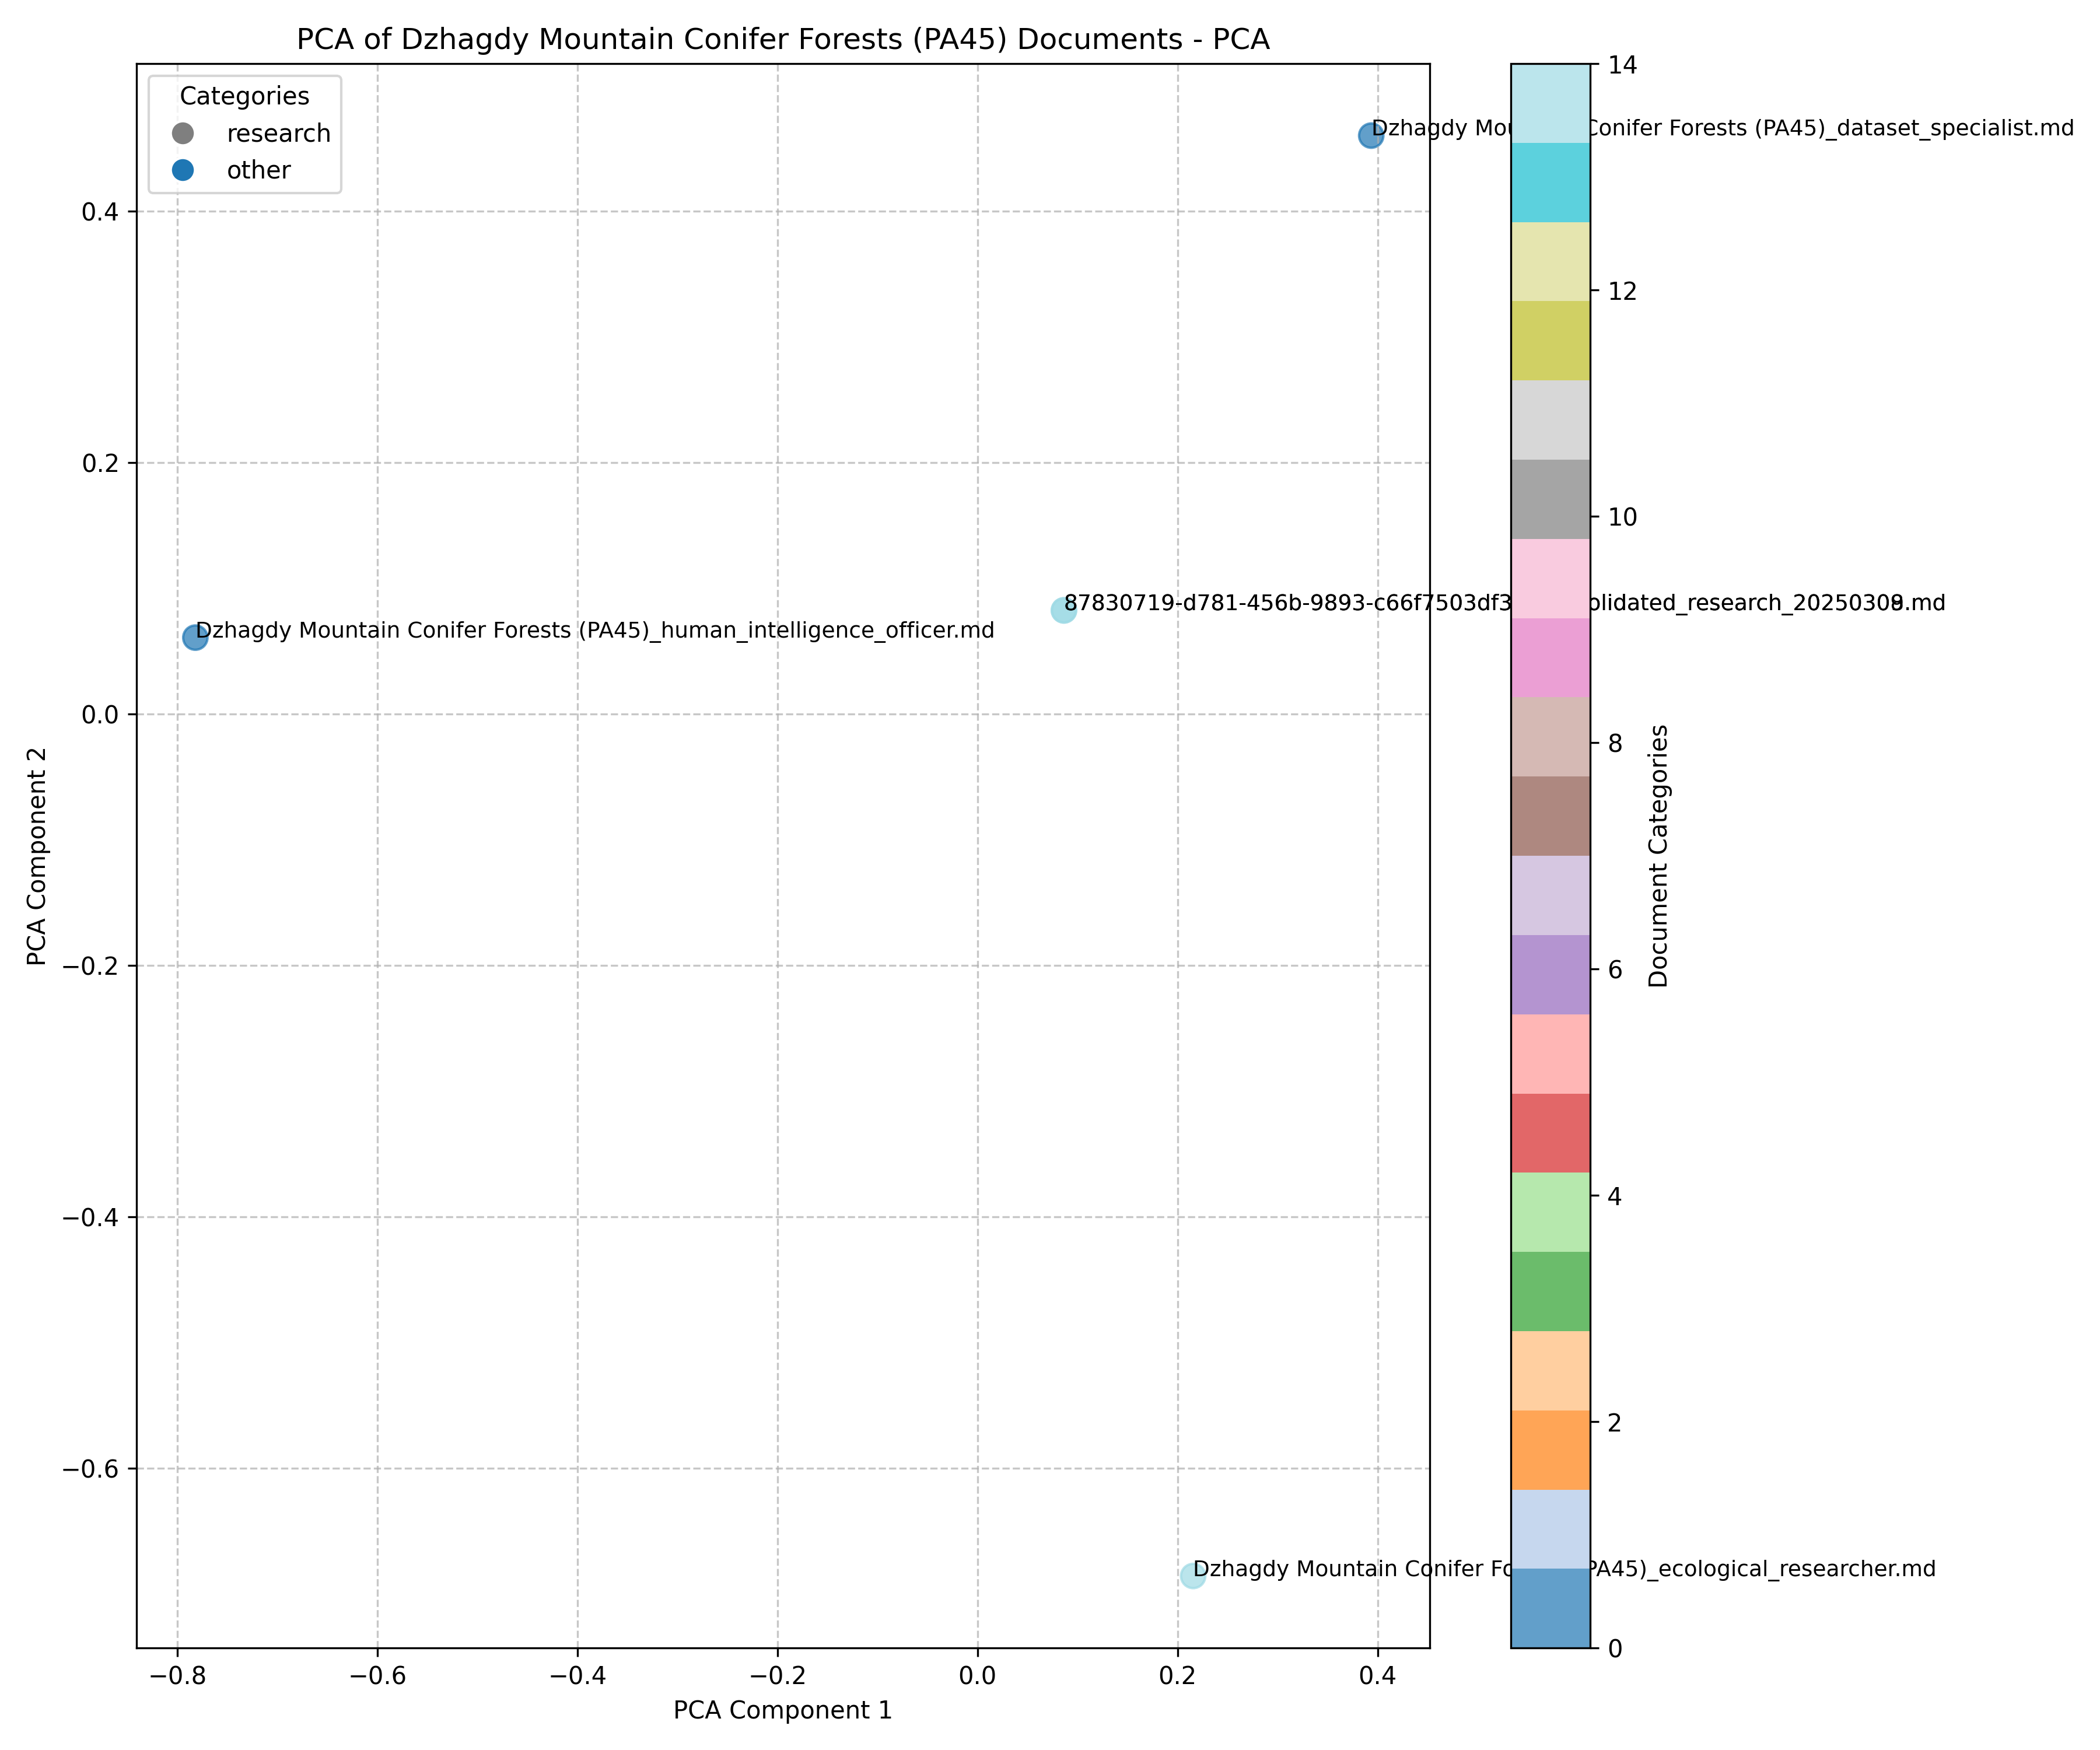 PCA of Dzhagdy Mountain Conifer Forests (PA45) Documents - PCA
Categories
research
other
Dzhagdy Conifer Forests (PA45)_dataset_specialist.md
87830719-d781-456b-9893-c66f7503df3 olidated_research_2025030 .md
Dzhagdy Mountain Conifer Forests (PA45)_human_intelligence_officer.md
Dzhagdy Mountain Conifer PA45)_ecological_researcher.md
0.4
0.2
0.0
−0.2
−0.4
−0.6
PCA Component 2
−0.8
−0.6
−0.4
−0.2
0.0
0.2
0.4
PCA Component 1
14
12
10
8
6
4
2
0
Document Categories